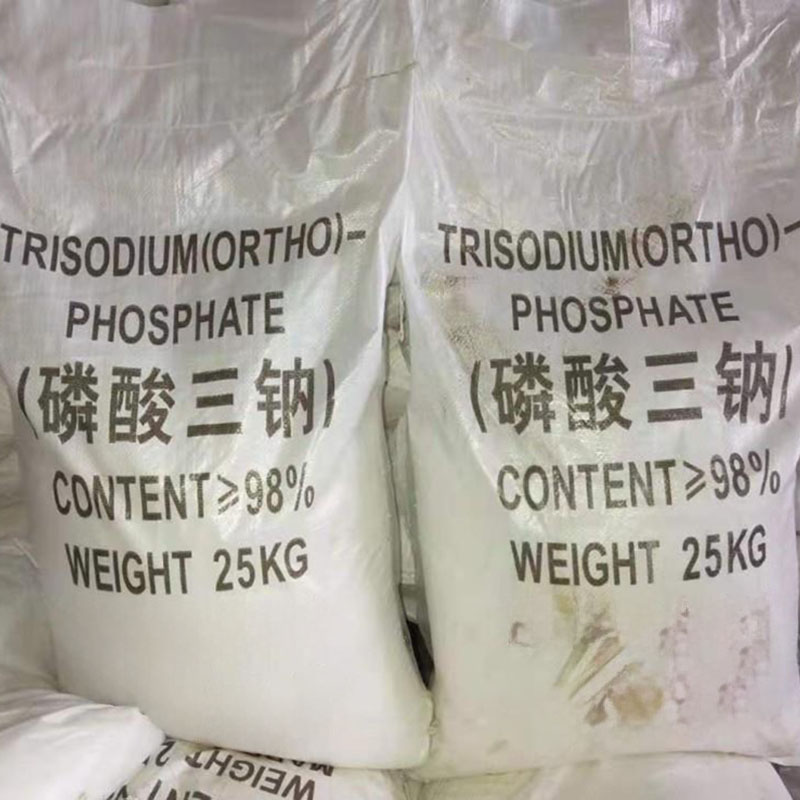 TRISODIUM(ORTHO)-
PHOSPHATE
(磷酸三钠)
CONTENT≥98%
WEIGHT 25KG
TRISODIUM(ORTHO)-
PHOSPHATE
(磷酸三钠)
CONTENT≥98%
WEIGHT 25KG
WEIGHT